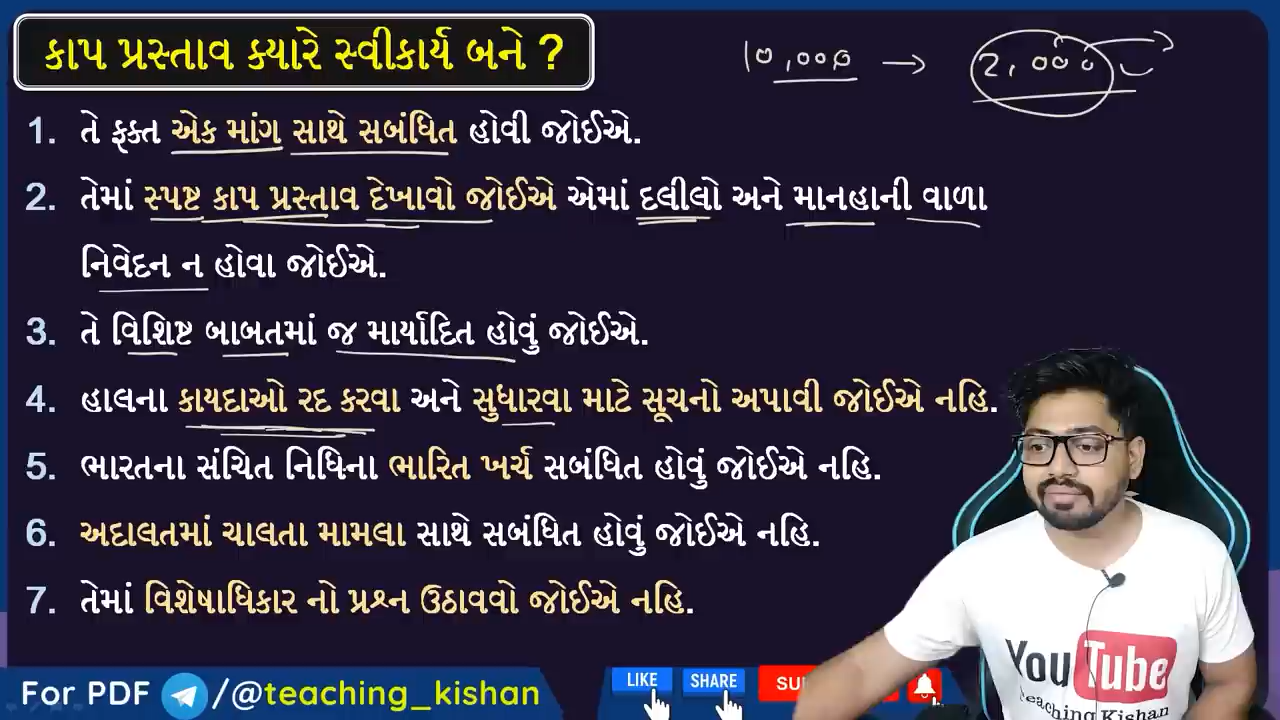 કાપ પ્રસ્તાવ ક્યારે સ્વીકાર્ય બને ?
10,000 → 2,000
1. તે ફક્ત એક માંગ સાથે સબંધિત હોવી જોઈએ.
2. તેમાં સ્પષ્ટ કાપ પ્રસ્તાવ દેખાવો જોઈએ એમાં દલીલો અને માનહાની વાળા
નિવેદન ન હોવા જોઈએ.
3. તે વિશિષ્ટ બાબતમાં જ માર્યાદિત હોવું જોઈએ.
4. હાલના કાયદાઓ રદ કરવા અને સુધારવા માટે સૂચનો અપાવી જોઈએ નહિ.
5. ભારતના સંચિત નિધિના ભારિત ખર્ચ સબંધિત હોવું જોઈએ નહિ.
6. અદાલતમાં ચાલતા મામલા સાથે સબંધિત હોવું જોઈએ નહિ.
7. તેમાં વિશેષાધિકાર નો પ્રશ્ન ઉઠાવવો જોઈએ નહિ.
You Tube
Teaching Kishan
For PDF /@teaching_kishan
LIKE SHARE